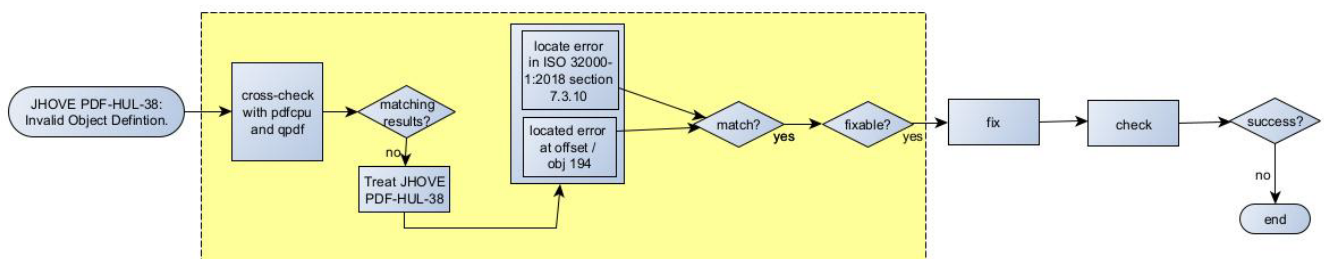 JHOVE PDF-HUL-38:
Invalid Object Defintion.
cross-check
with pdfcpu
and qpdf
matching
results?
no
Treat JHOVE
PDF-HUL-38
locate error
in ISO 32000-
1:2018 section
7.3.10
located error
at offset /
obj 194
match?
yes
fixable?
yes
fix
check
success?
no
end